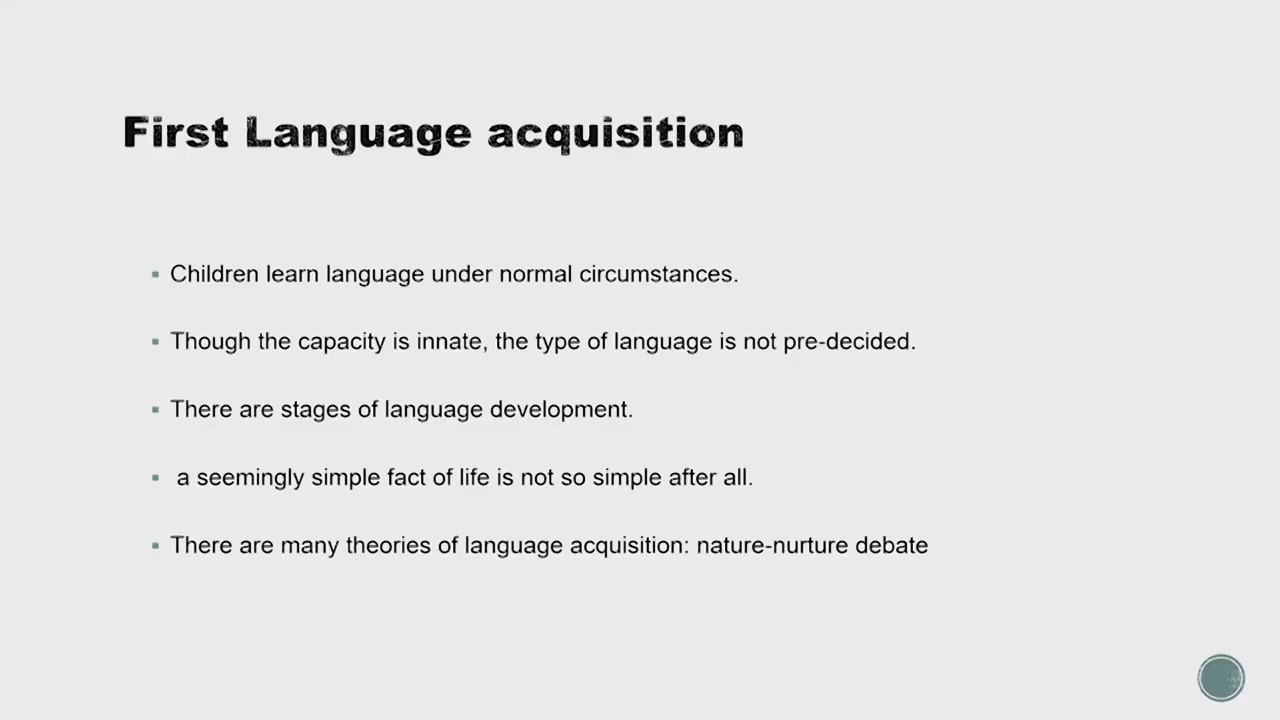 First Language acquisition
Children learn language under normal circumstances.
Though the capacity is innate, the type of language is not pre-decided.
There are stages of language development.
a seemingly simple fact of life is not so simple after all.
There are many theories of language acquisition: nature-nurture debate